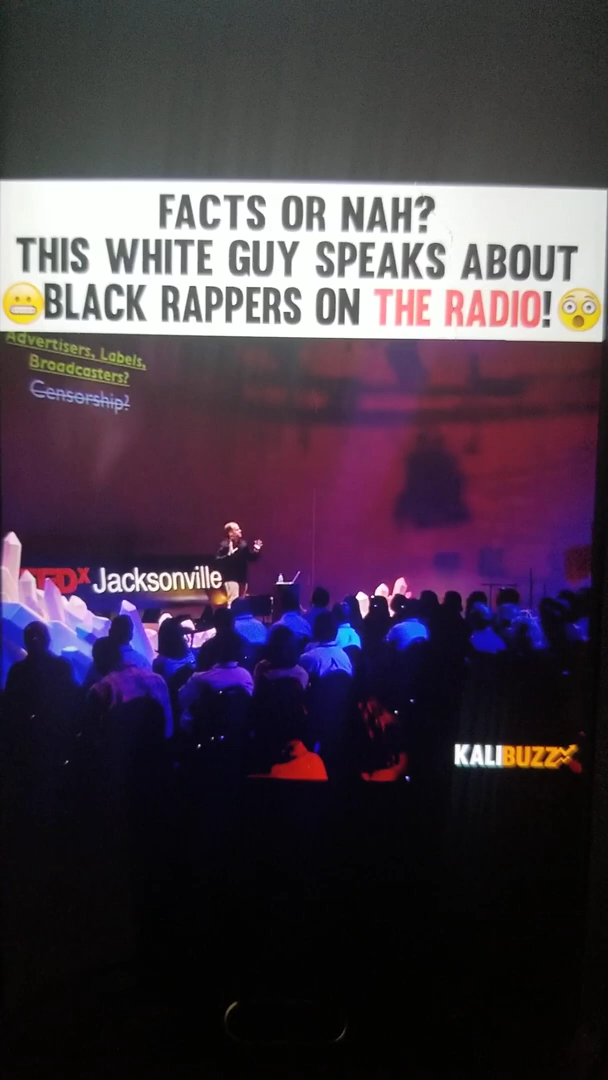 FACTS OR NAH?
THIS WHITE GUY SPEAKS ABOUT
BLACK RAPPERS ON THE RADIO!
Advertisers, Labels,
Broadcasters?
Censorship?
TEDx Jacksonville
KALIBUZZ